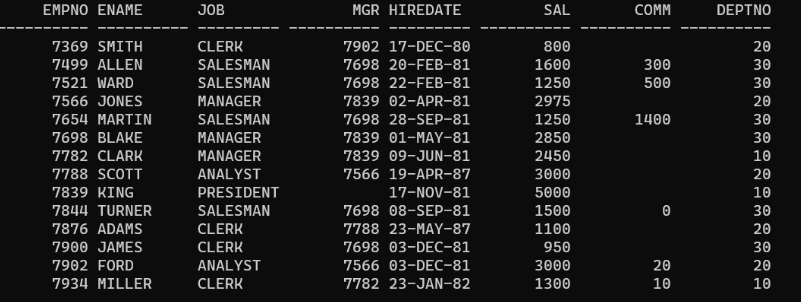 EMPNO ENAME      JOB              MGR HIREDATE         SAL       COMM     DEPTNO
---------- ---------- --------- ---------- --------- ---------- ---------- ----------
      7369 SMITH      CLERK           7902 17-DEC-80        800                    20
      7499 ALLEN      SALESMAN        7698 20-FEB-81       1600        300         30
      7521 WARD       SALESMAN        7698 22-FEB-81       1250        500         30
      7566 JONES      MANAGER         7839 02-APR-81       2975                    20
      7654 MARTIN     SALESMAN        7698 28-SEP-81       1250       1400         30
      7698 BLAKE      MANAGER         7839 01-MAY-81       2850                    30
      7782 CLARK      MANAGER         7839 09-JUN-81       2450                    10
      7788 SCOTT      ANALYST         7566 19-APR-87       3000                    20
      7839 KING       PRESIDENT            17-NOV-81       5000                    10
      7844 TURNER     SALESMAN        7698 08-SEP-81       1500          0         30
      7876 ADAMS      CLERK           7788 23-MAY-87       1100                    20
      7900 JAMES      CLERK           7698 03-DEC-81        950                    30
      7902 FORD       ANALYST         7566 03-DEC-81       3000         20         20
      7934 MILLER     CLERK           7782 23-JAN-82       1300         10         10